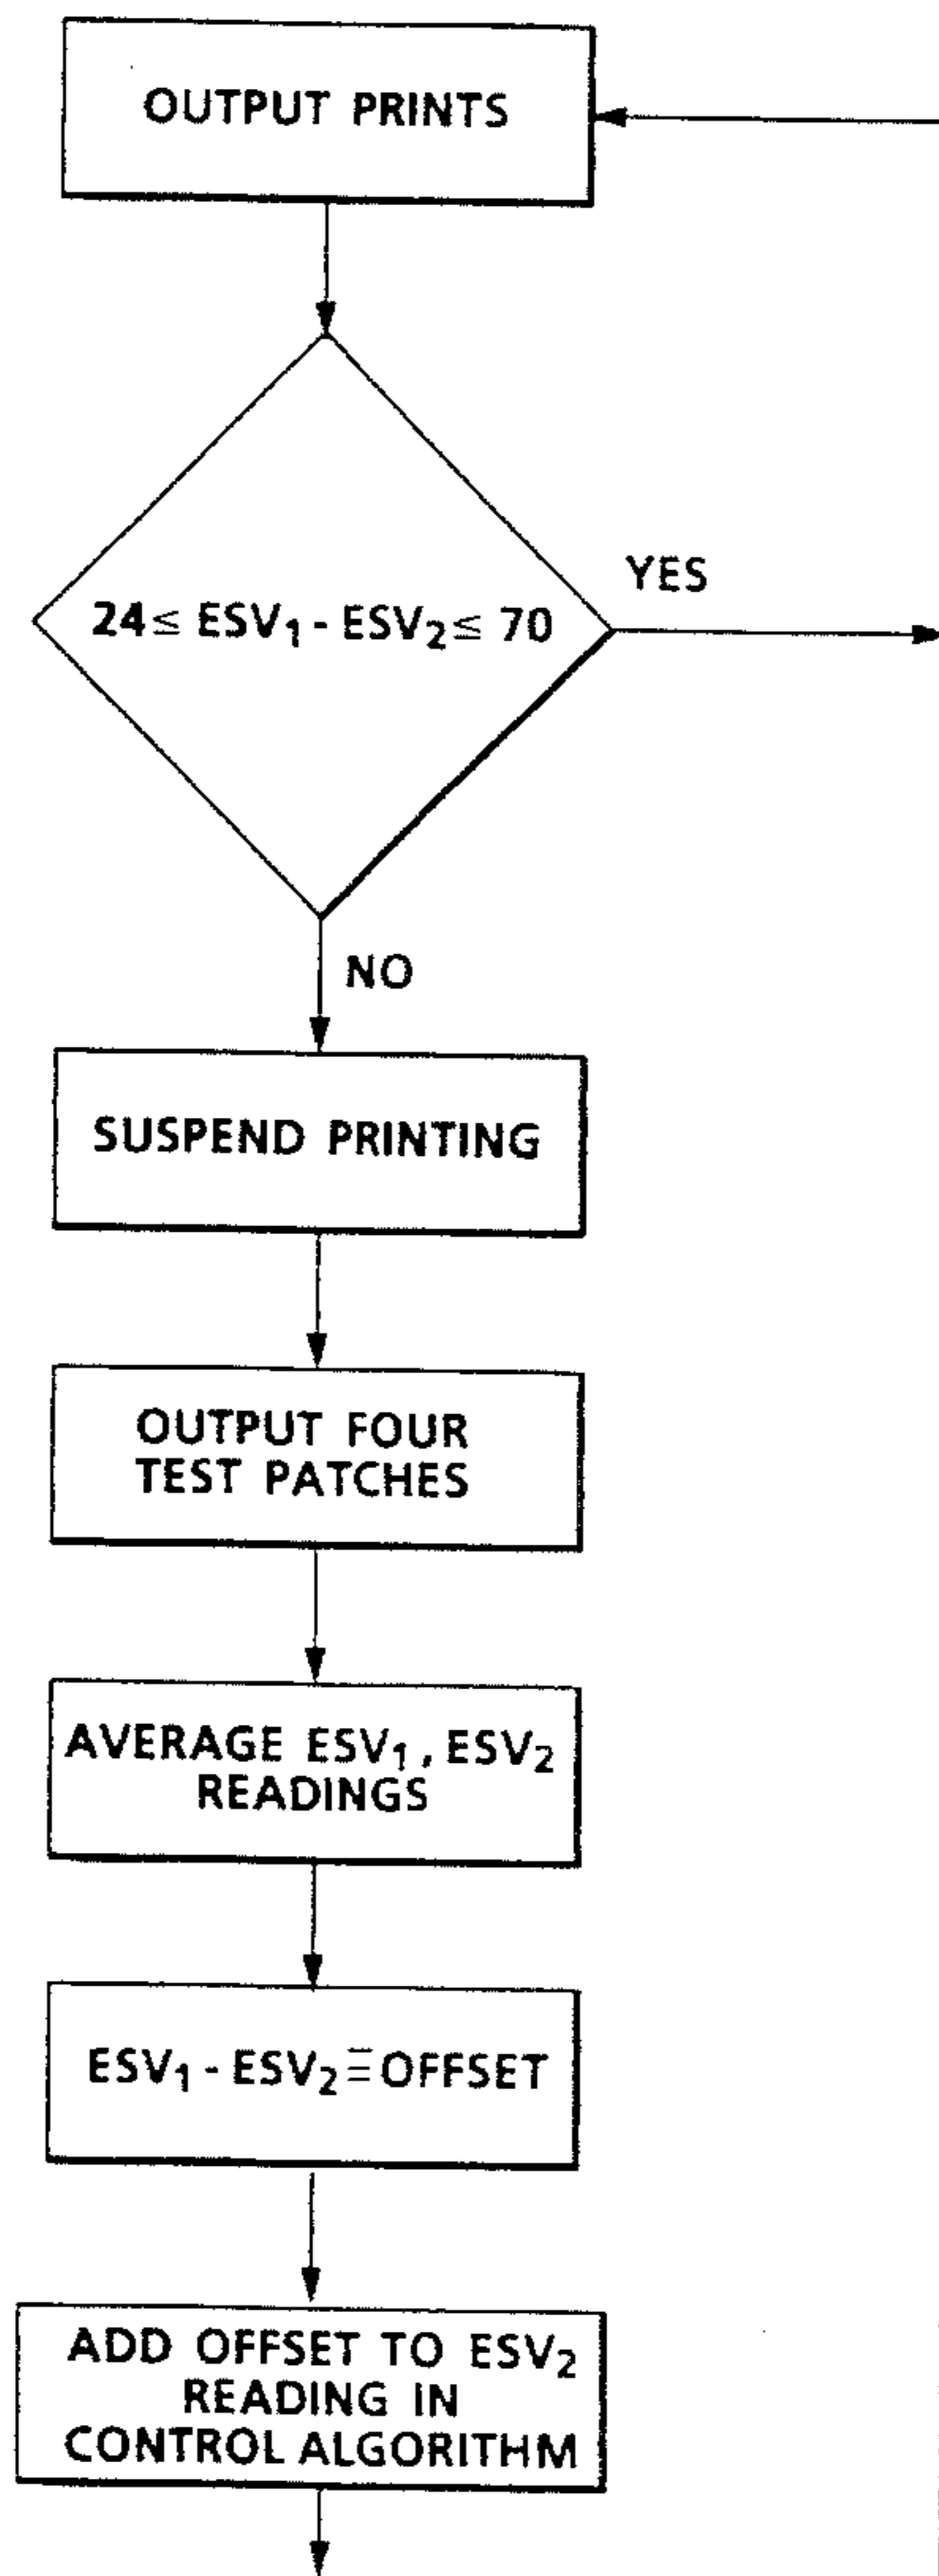 OUTPUT PRINTS
24 ≤ ESV₁ - ESV₂ ≤ 70
YES
NO
SUSPEND PRINTING
OUTPUT FOUR
TEST PATCHES
AVERAGE ESV₁, ESV₂
READINGS
ESV₁ - ESV₂ ≡ OFFSET
ADD OFFSET TO ESV₂
READING IN
CONTROL ALGORITHM